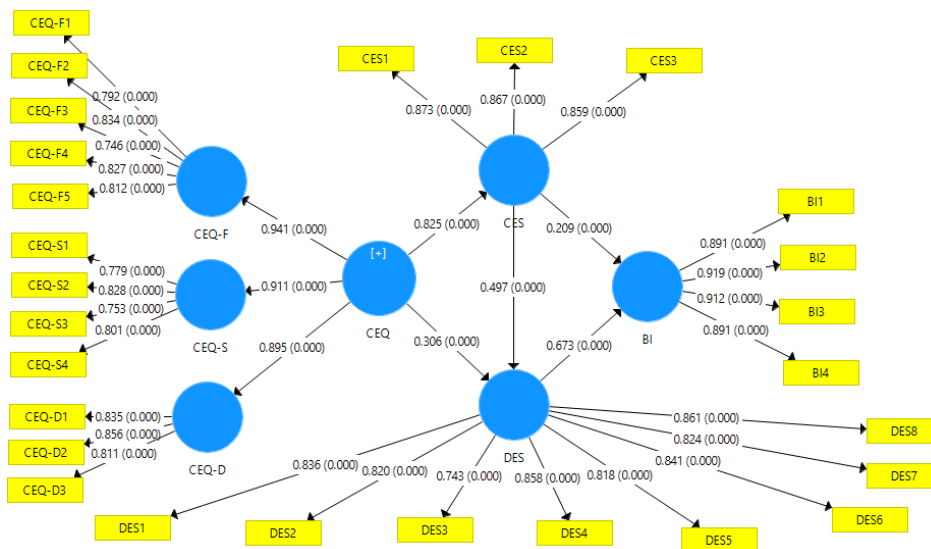 CEQ-F1
CEQ-F2
CEQ-F3
CEQ-F4
CEQ-F5
0.792 (0.000)
0.834 (0.000)
0.746 (0.000)
0.827 (0.000)
0.812 (0.000)
CEQ-F
CEQ-S1
CEQ-S2
CEQ-S3
CEQ-S4
0.779 (0.000)
0.828 (0.000)
0.753 (0.000)
0.801 (0.000)
CEQ-S
CEQ-D1
CEQ-D2
CEQ-D3
0.835 (0.000)
0.856 (0.000)
0.811 (0.000)
CEQ-D
0.941 (0.000)
0.911 (0.000)
0.895 (0.000)
[+]
CEQ
0.825 (0.000)
0.306 (0.000)
CES1
CES2
CES3
0.873 (0.000)
0.867 (0.000)
0.859 (0.000)
CES
0.209 (0.000)
0.497 (0.000)
0.673 (0.000)
BI
0.891 (0.000)
0.919 (0.000)
0.912 (0.000)
0.891 (0.000)
BI1
BI2
BI3
BI4
DES
0.836 (0.000)
0.820 (0.000)
0.743 (0.000)
0.858 (0.000)
0.818 (0.000)
0.841 (0.000)
0.824 (0.000)
0.861 (0.000)
DES1
DES2
DES3
DES4
DES5
DES6
DES7
DES8